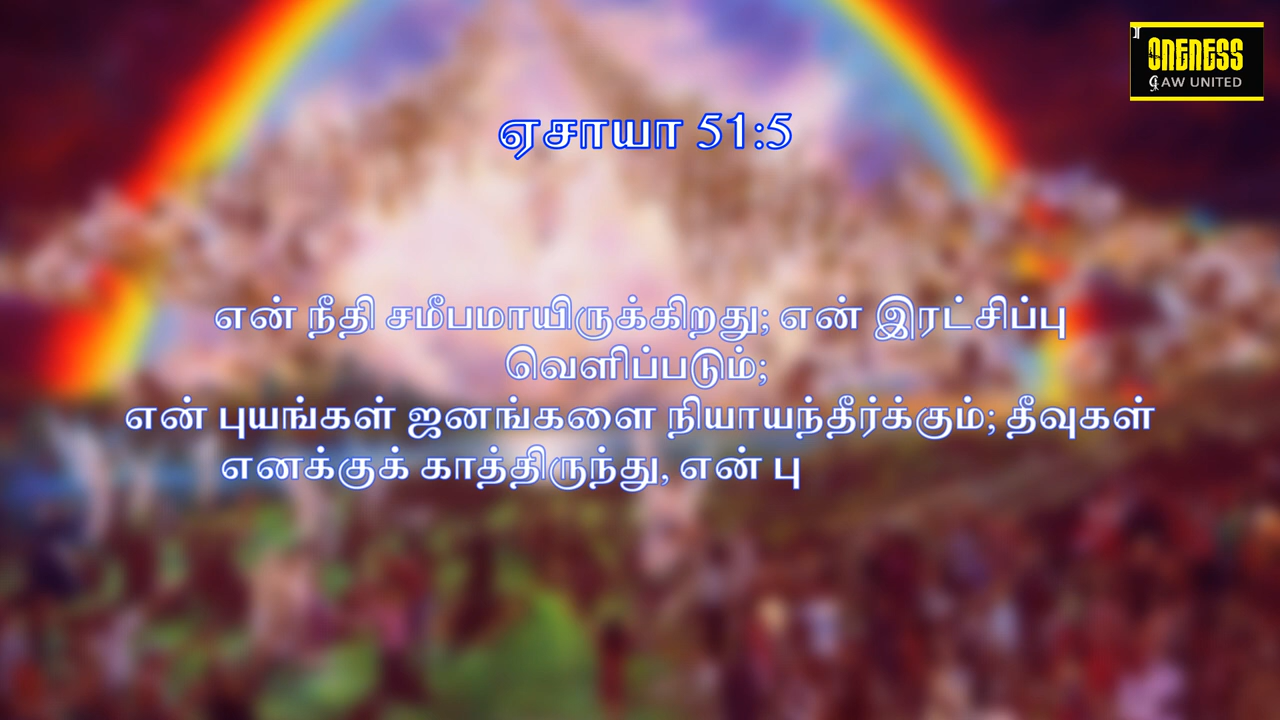 ONENESS
GAW UNITED
ஏசாயா 51:5
என் நீதி சமீபமாயிருக்கிறது; என் இரட்சிப்பு
வெளிப்படும்;
என் புயங்கள் ஜனங்களை நியாயந்தீர்க்கும்; தீவுகள்
எனக்குக் காத்திருந்து, என் பு